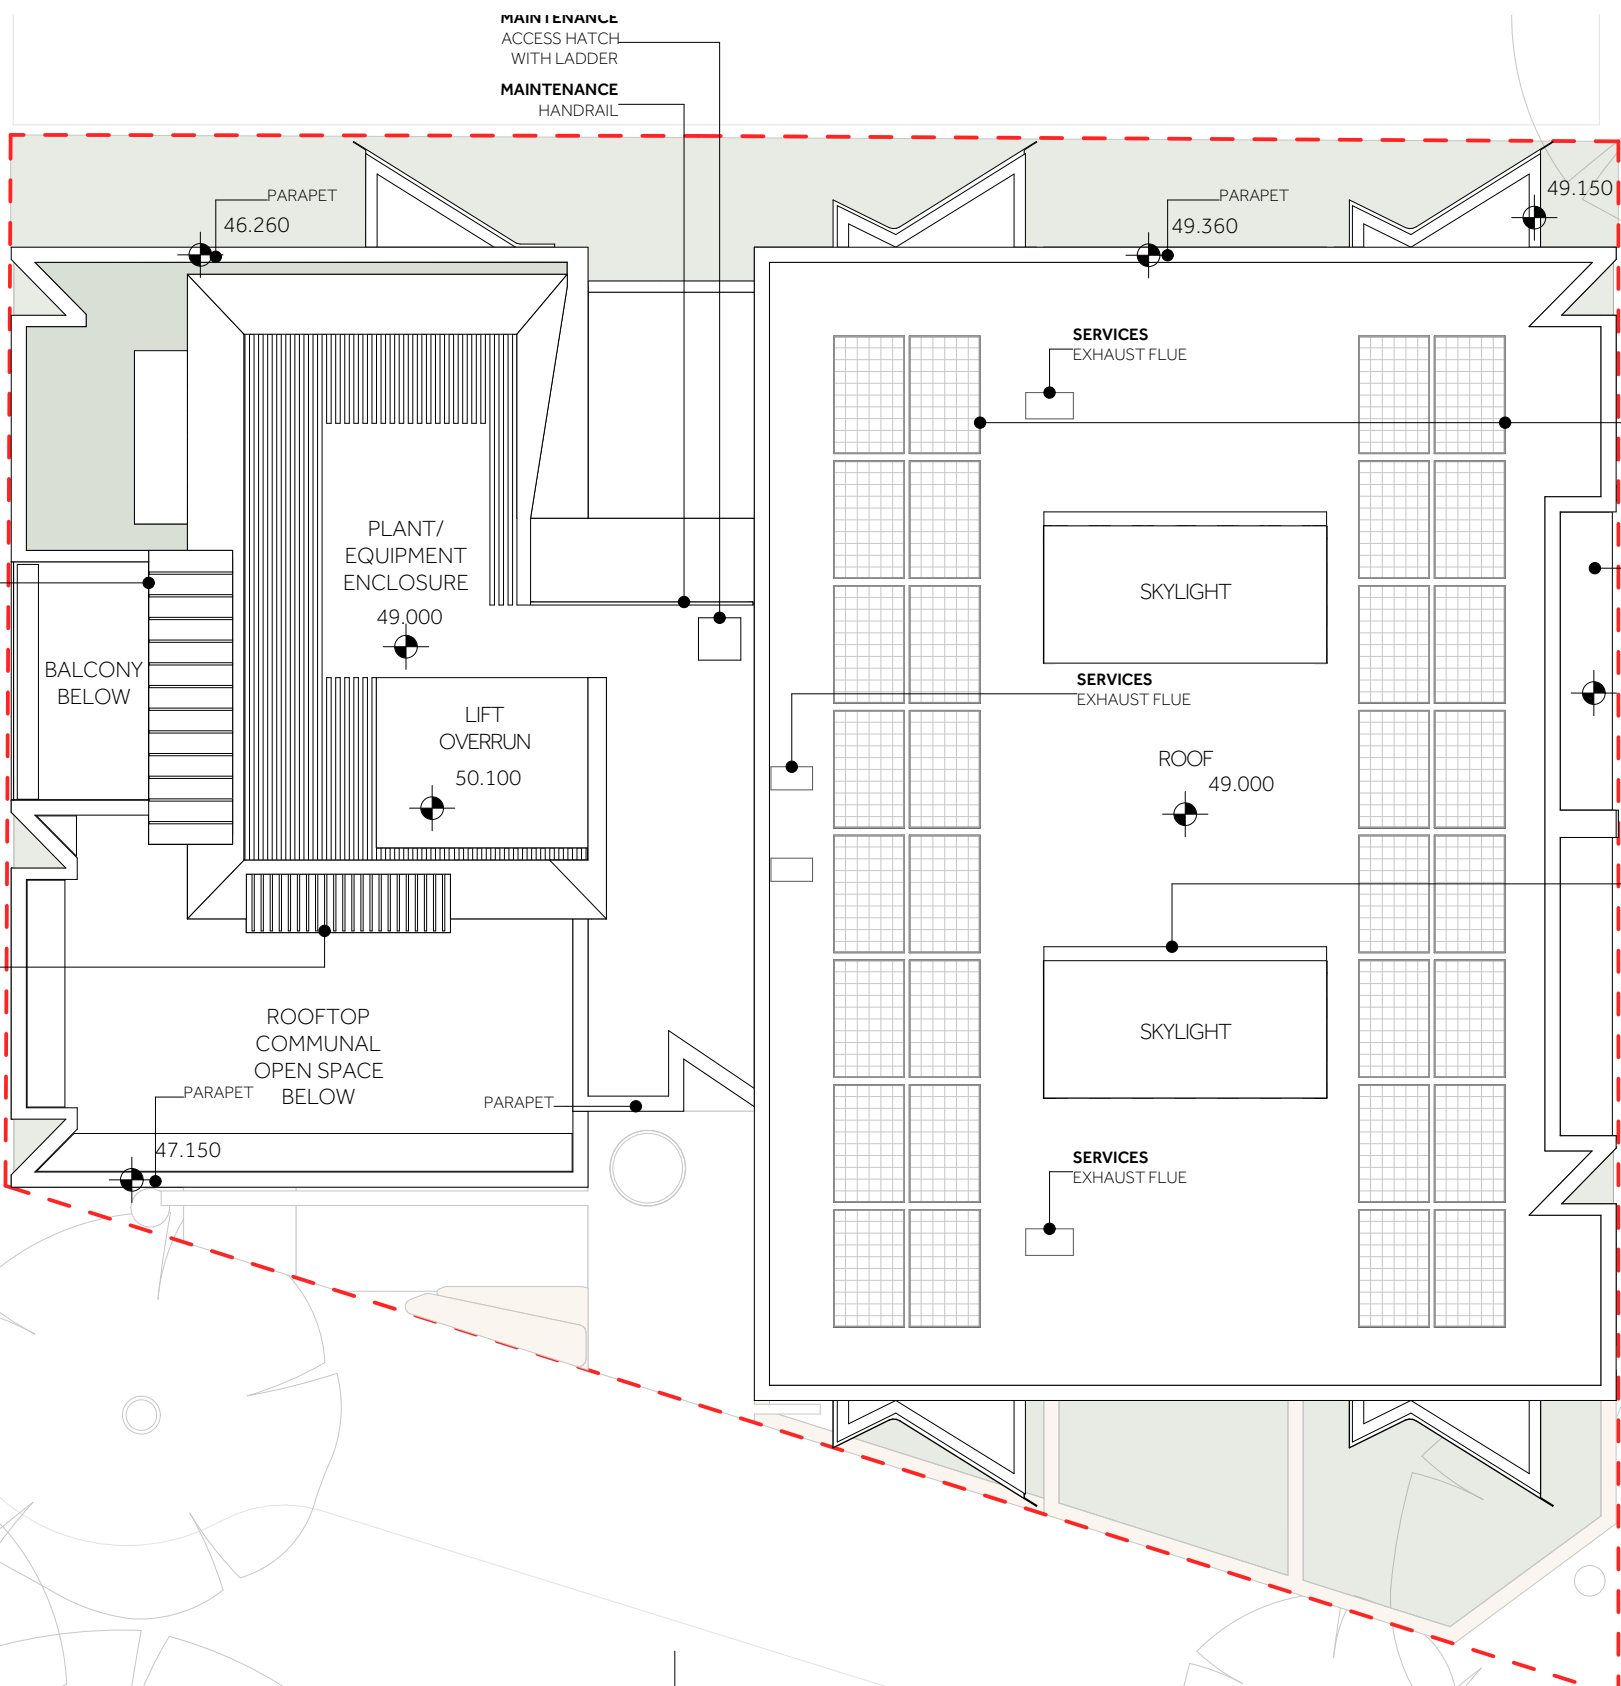 MAINTENANCE
ACCESS HATCH
WITH LADDER
MAINTENANCE
HANDRAIL
PARAPET
46.260
PARAPET
49.360
49.150
SERVICES
EXHAUST FLUE
PLANT/
EQUIPMENT
ENCLOSURE
49.000
SKYLIGHT
BALCONY
BELOW
SERVICES
EXHAUST FLUE
LIFT
OVERRUN
50.100
ROOF
49.000
ROOFTOP
COMMUNAL
OPEN SPACE
BELOW
SKYLIGHT
PARAPET
47.150
PARAPET
SERVICES
EXHAUST FLUE